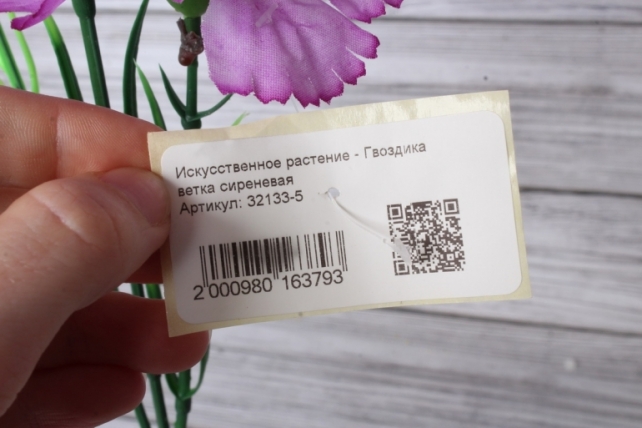 Искусственное растение - Гвоздика
ветка сиреневая
Артикул: 32133-5
2 000980 163793